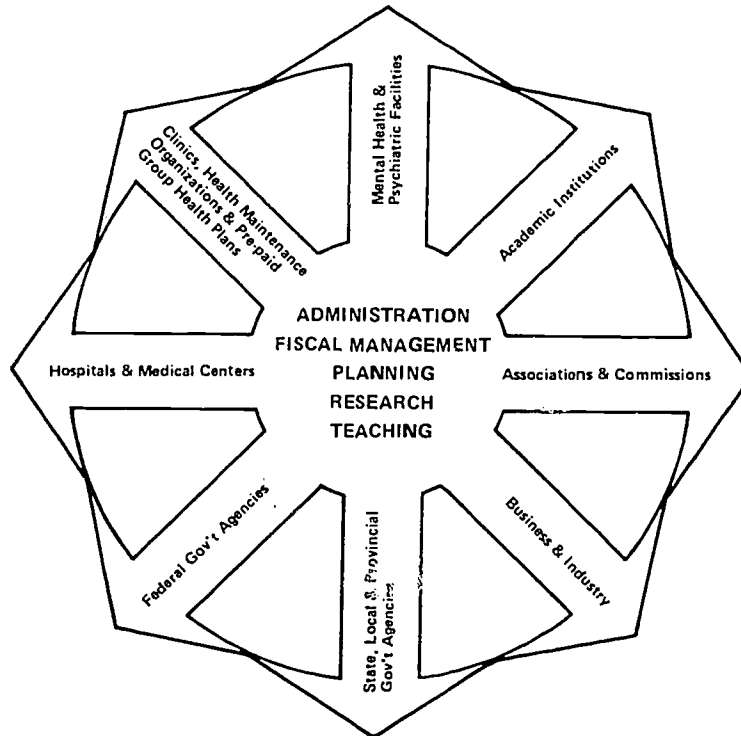 Mental Health &
Psychiatric Facilities
Academic Institutions
Associations & Commissions
Business & Industry
State, Local & Provincial
Gov't Agencies
Federal Gov't Agencies
Hospitals & Medical Centers
Clinics, Health Maintenance
Organizations & Pre-paid
Group Health Plans
ADMINISTRATION
FISCAL MANAGEMENT
PLANNING
RESEARCH
TEACHING